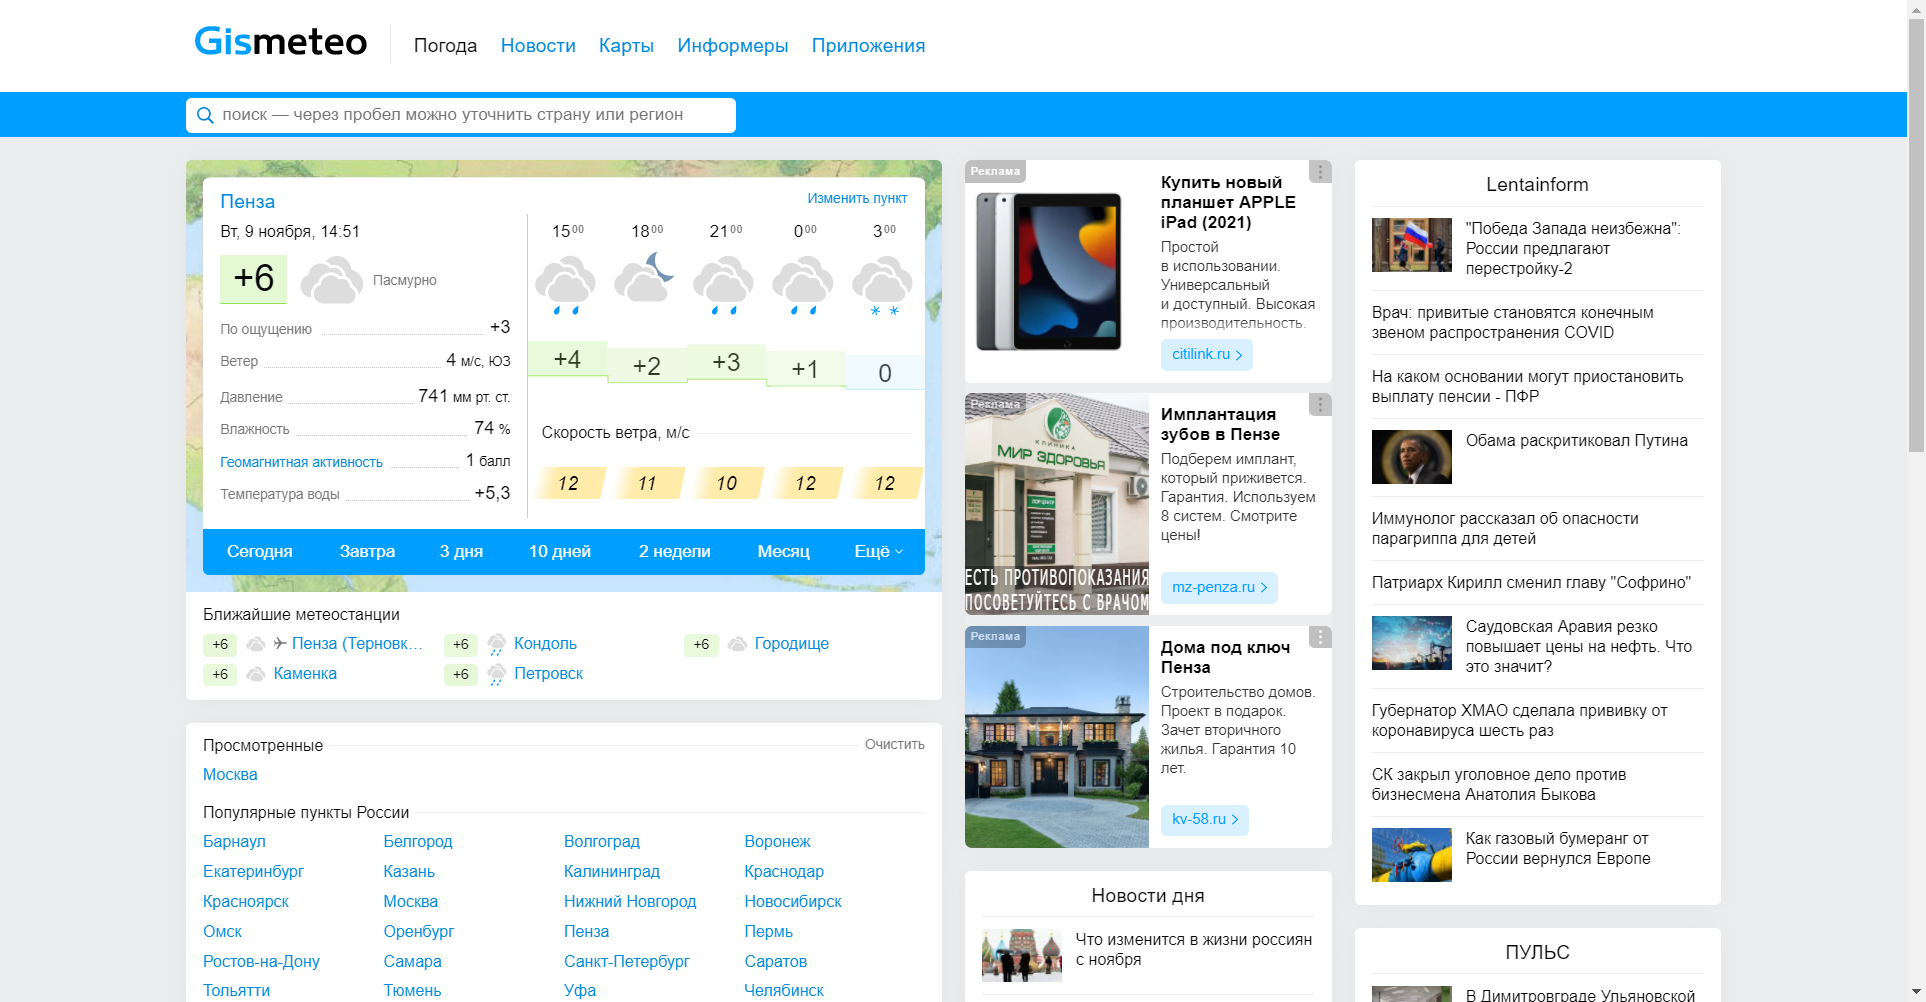 Gismeteo
Погода Новости Карты Информеры Приложения
поиск — через пробел можно уточнить страну или регион
Пенза
Изменить пункт
Вт, 9 ноября, 14:51
+6 Пасмурно
По ощущению +3
Ветер 4 м/с, ЮЗ
Давление 741 мм рт. ст.
Влажность 74 %
Геомагнитная активность 1 балл
Температура воды +5,3
15 00 18 00 21 00 0 00 3 00
+4 +2 +3 +1 0
Скорость ветра, м/с
12 11 10 12 12
Сегодня Завтра 3 дня 10 дней 2 недели Месяц Ещё
Ближайшие метеостанции
+6 Пенза (Терновк... +6 Кондоль +6 Городище
+6 Каменка +6 Петровск
Просмотренные Очистить
Москва
Популярные пункты России
Барнаул Белгород Волгоград Воронеж
Екатеринбург Казань Калининград Краснодар
Красноярск Москва Нижний Новгород Новосибирск
Омск Оренбург Пенза Пермь
Ростов-на-Дону Самара Санкт-Петербург Саратов
Тольятти Тюмень Уфа Челябинск
Реклама
Купить новый
планшет APPLE
iPad (2021)
Простой
в использовании.
Универсальный
и доступный. Высокая
производительность.
citilink.ru
Реклама
КЛИНИКА
МИР ЗДОРОВЬЯ
ЕСТЬ ПРОТИВОПОКАЗАНИЯ
ПОСОВЕТУЙТЕСЬ С ВРАЧОМ
Имплантация
зубов в Пензе
Подберем имплант,
который приживется.
Гарантия. Используем
8 систем. Смотрите
цены!
mz-penza.ru
Реклама
Дома под ключ
Пенза
Строительство домов.
Проект в подарок.
Зачет вторичного
жилья. Гарантия 10
лет.
kv-58.ru
Новости дня
Что изменится в жизни россиян
с ноября
Lentainform
"Победа Запада неизбежна":
России предлагают
перестройку-2
Врач: привитые становятся конечным
звеном распространения COVID
На каком основании могут приостановить
выплату пенсии - ПФР
Обама раскритиковал Путина
Иммунолог рассказал об опасности
парагриппа для детей
Патриарх Кирилл сменил главу "Софрино"
Саудовская Аравия резко
повышает цены на нефть. Что
это значит?
Губернатор ХМАО сделала прививку от
коронавируса шесть раз
СК закрыл уголовное дело против
бизнесмена Анатолия Быкова
Как газовый бумеранг от
России вернулся Европе
ПУЛЬС
В Димитровграде Ульяновской